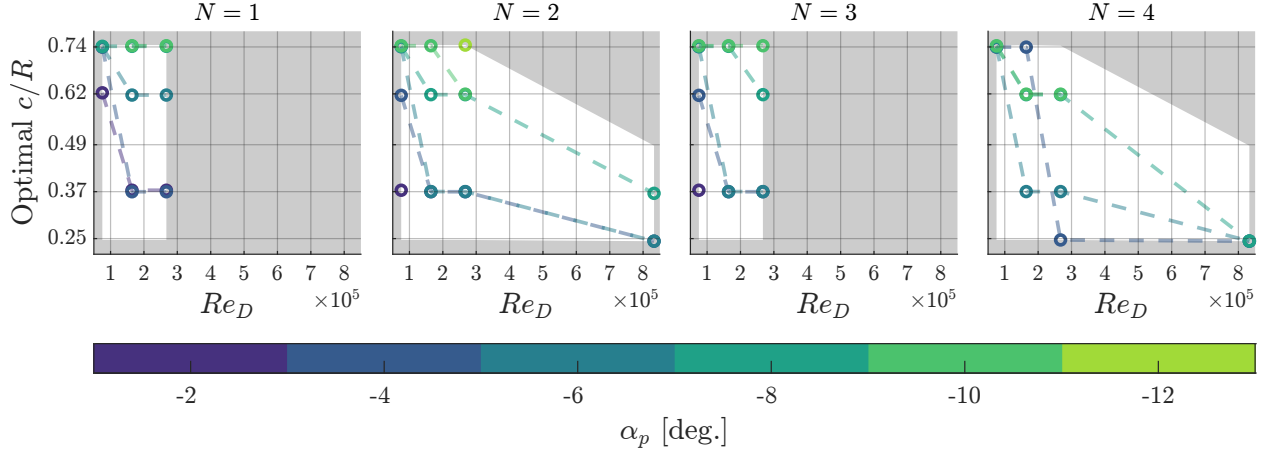 N = 1 N = 2 N = 3 N = 4
Optimal c/R
0.74
0.62
0.49
0.37
0.25
1 2 3 4 5 6 7 8 1 2 3 4 5 6 7 8 1 2 3 4 5 6 7 8 1 2 3 4 5 6 7 8
Re_D ×10^5 Re_D ×10^5 Re_D ×10^5 Re_D ×10^5
-2 -4 -6 -8 -10 -12
α_p [deg.]